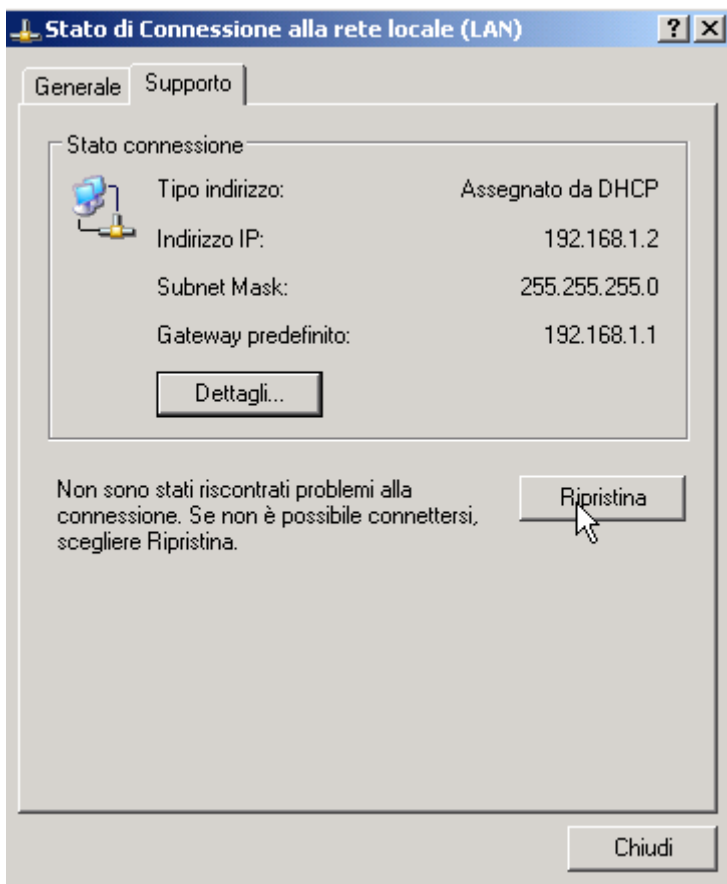 Stato di Connessione alla rete locale (LAN)
Generale
Supporto
Stato connessione
Tipo indirizzo: Assegnato da DHCP
Indirizzo IP: 192.168.1.2
Subnet Mask: 255.255.255.0
Gateway predefinito: 192.168.1.1
Dettagli...
Non sono stati riscontrati problemi alla
connessione. Se non è possibile connettersi,
scegliere Ripristina.
Ripristina
Chiudi